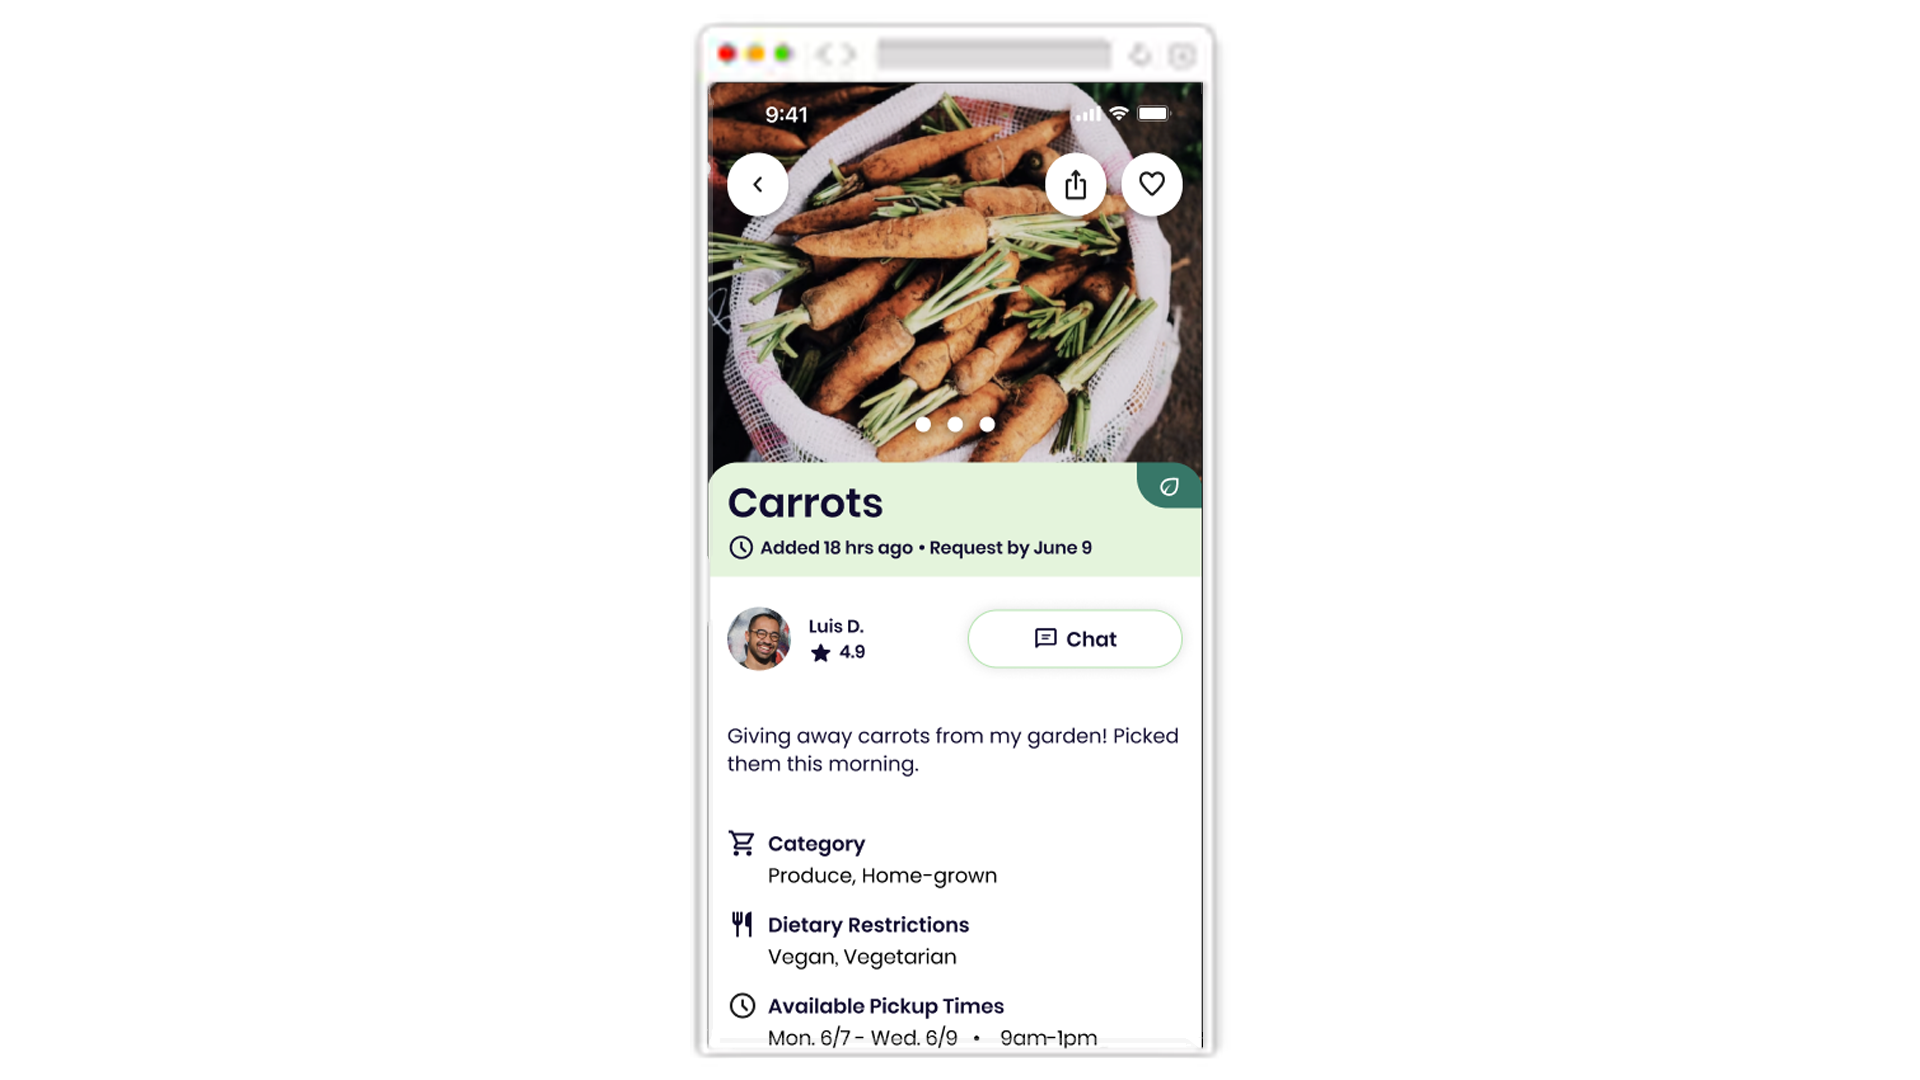 9:41
Carrots
Added 18 hrs ago • Request by June 9
Luis D.
4.9
Chat
Giving away carrots from my garden! Picked
them this morning.
Category
Produce, Home-grown
Dietary Restrictions
Vegan, Vegetarian
Available Pickup Times
Mon. 6/7 - Wed. 6/9 • 9am-1pm